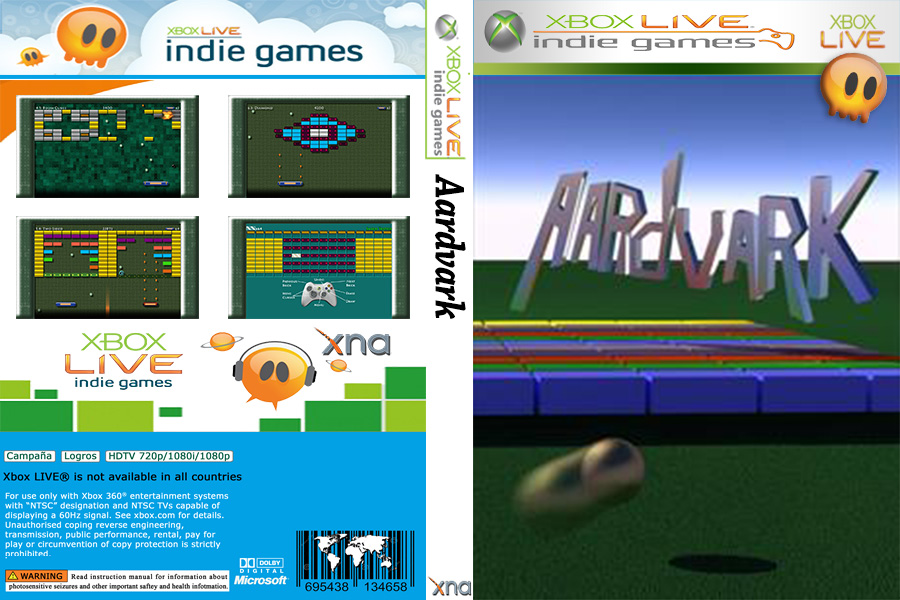 XBOX LIVE
indie games
XBOX LIVE
indie games
XBOX LIVE
indie games
xna
Campaña Logros HDTV 720p/1080i/1080p
Xbox LIVE® is not available in all countries
For use only with Xbox 360® entertainment systems
with “NTSC” designation and NTSC TVs capable of
displaying a 60Hz signal. See xbox.com for details.
Unauthorised coping reverse engineering,
transmission, public performance, rental, pay for
play or circumvention of copy protection is strictly
prohibited.
WARNING Read instruction manual for information about
photosensitive seizures and other important saftey and health infotmation.
DOLBY
DIGITAL
Microsoft
695438 134658
Aardvark
xna
XBOX LIVE
indie games
XBOX
LIVE
AARDVARK